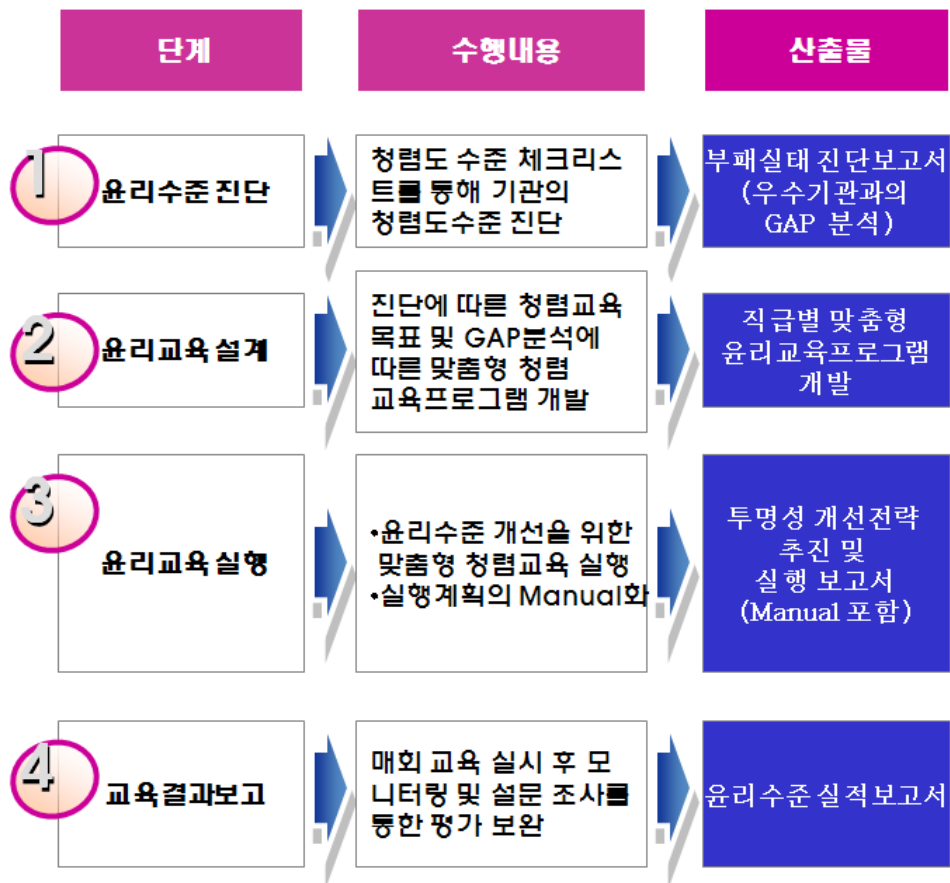 단계
수행내용
산출물
1
윤리수준 진단
청렴도 수준 체크리스
트를 통해 기관의
청렴도수준 진단
부패실태 진단보고서
(우수기관과의
GAP 분석)
2
윤리교육 설계
진단에 따른 청렴교육
목표 및 GAP분석에
따른 맞춤형 청렴
교육프로그램 개발
직급별 맞춤형
윤리교육프로그램
개발
3
윤리교육 실행
•윤리수준 개선을 위한
맞춤형 청렴교육 실행
•실행계획의 Manual화
투명성 개선전략
추진 및
실행 보고서
(Manual 포함)
4
교육결과보고
매회 교육 실시 후 모
니터링 및 설문 조사를
통한 평가 보완
윤리수준 실적보고서